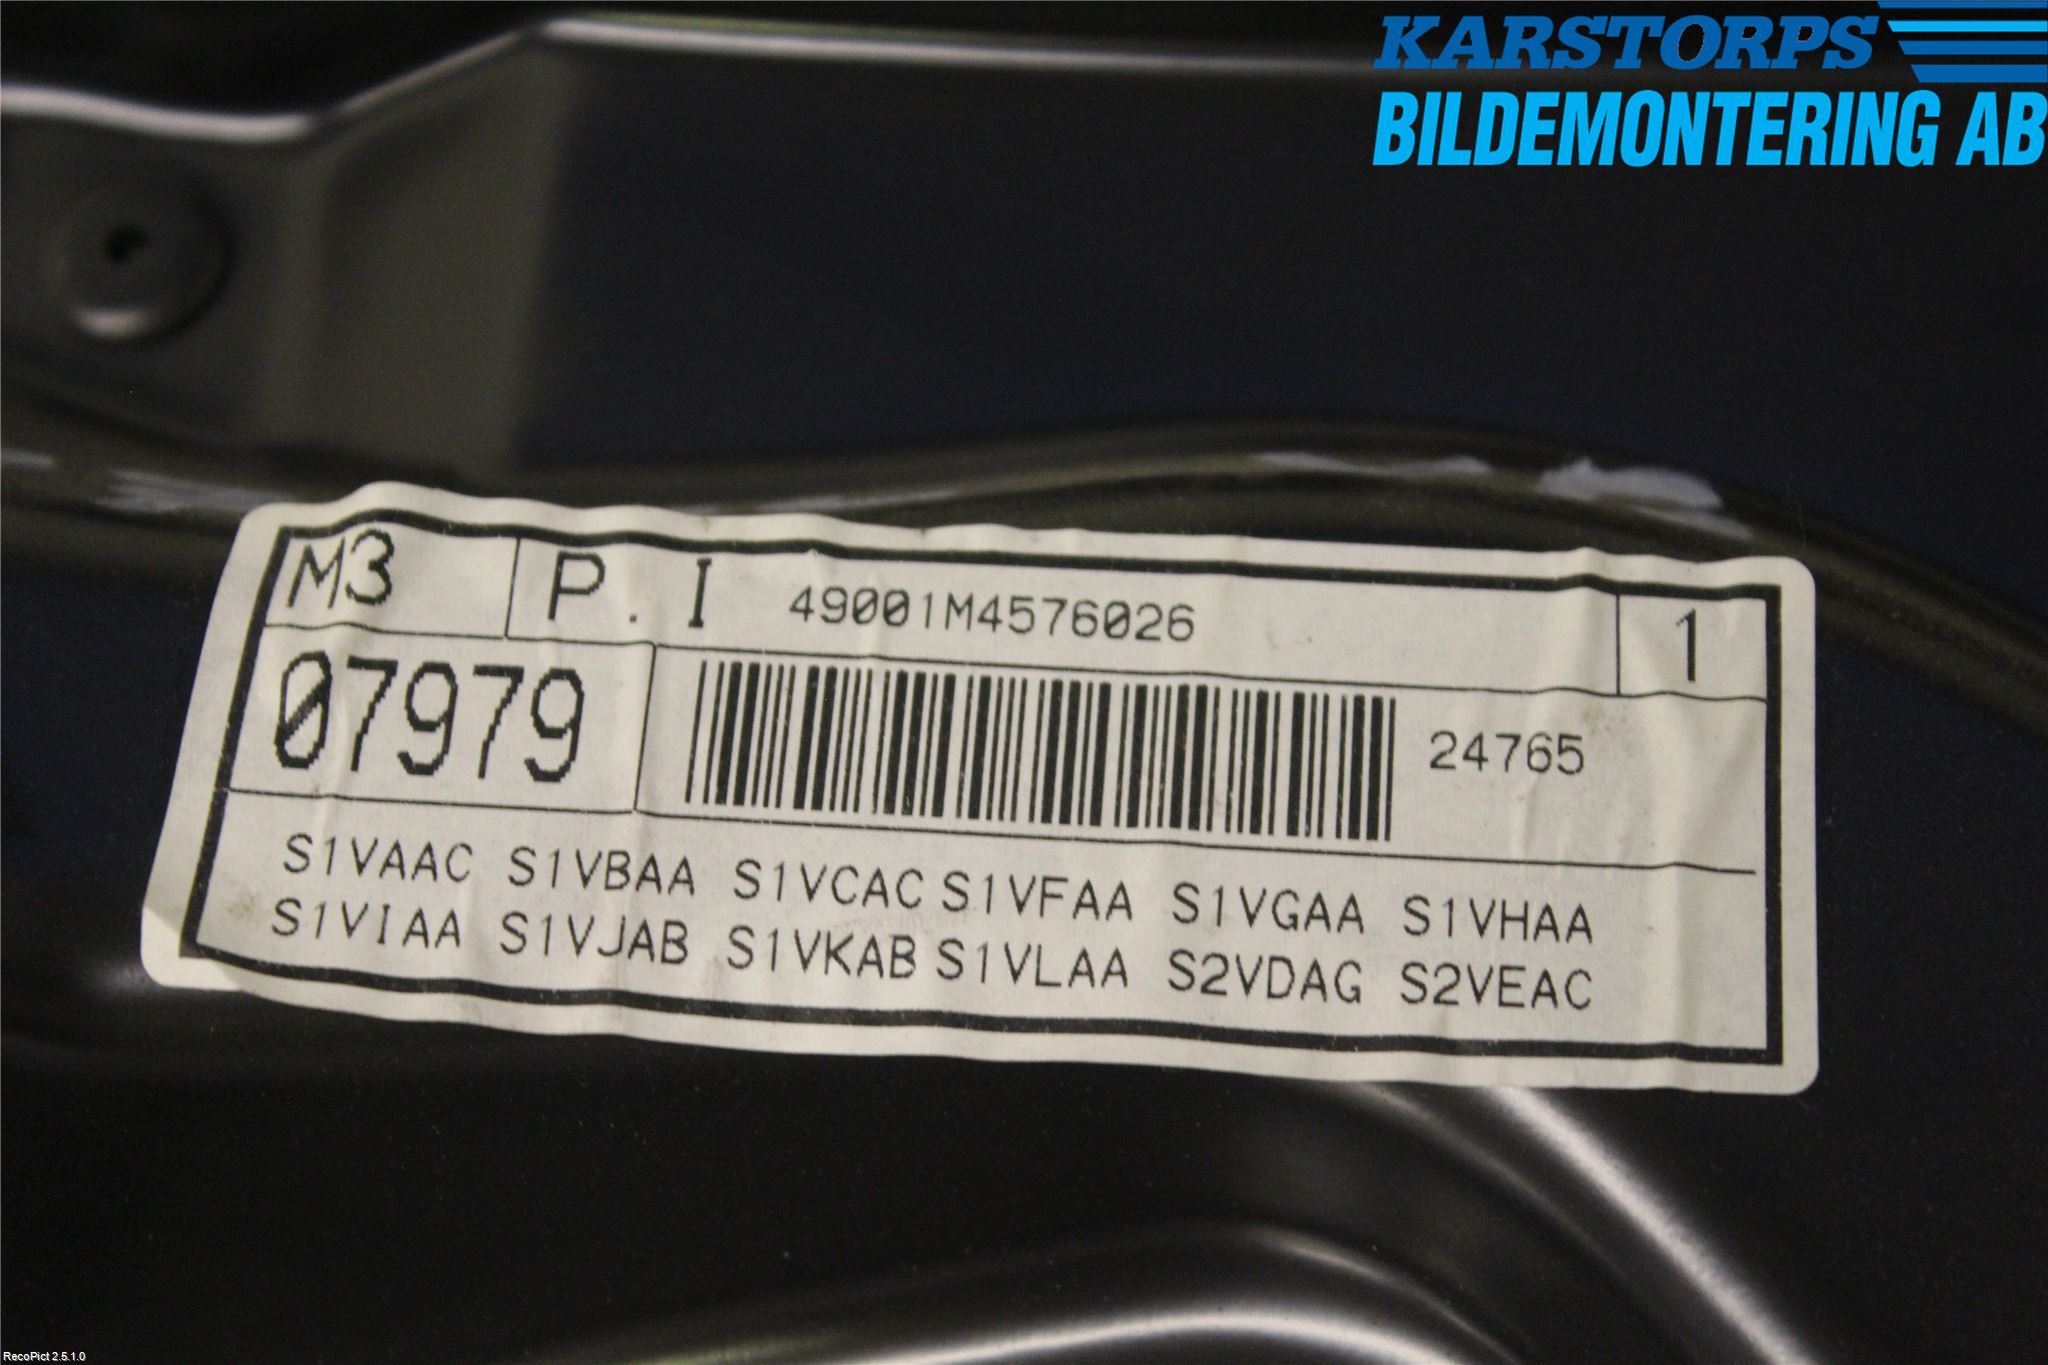 KARSTORPS
BILDEMONTERING AB
M3 P.I 49001M4576026 1
07979 24765
S1VAAC S1VBAA S1VCAC S1VFAA S1VGAA S1VHAA
S1VIAA S1VJAB S1VKAB S1VLAA S2VDAG S2VEAC
RecoPict 2.5.1.0